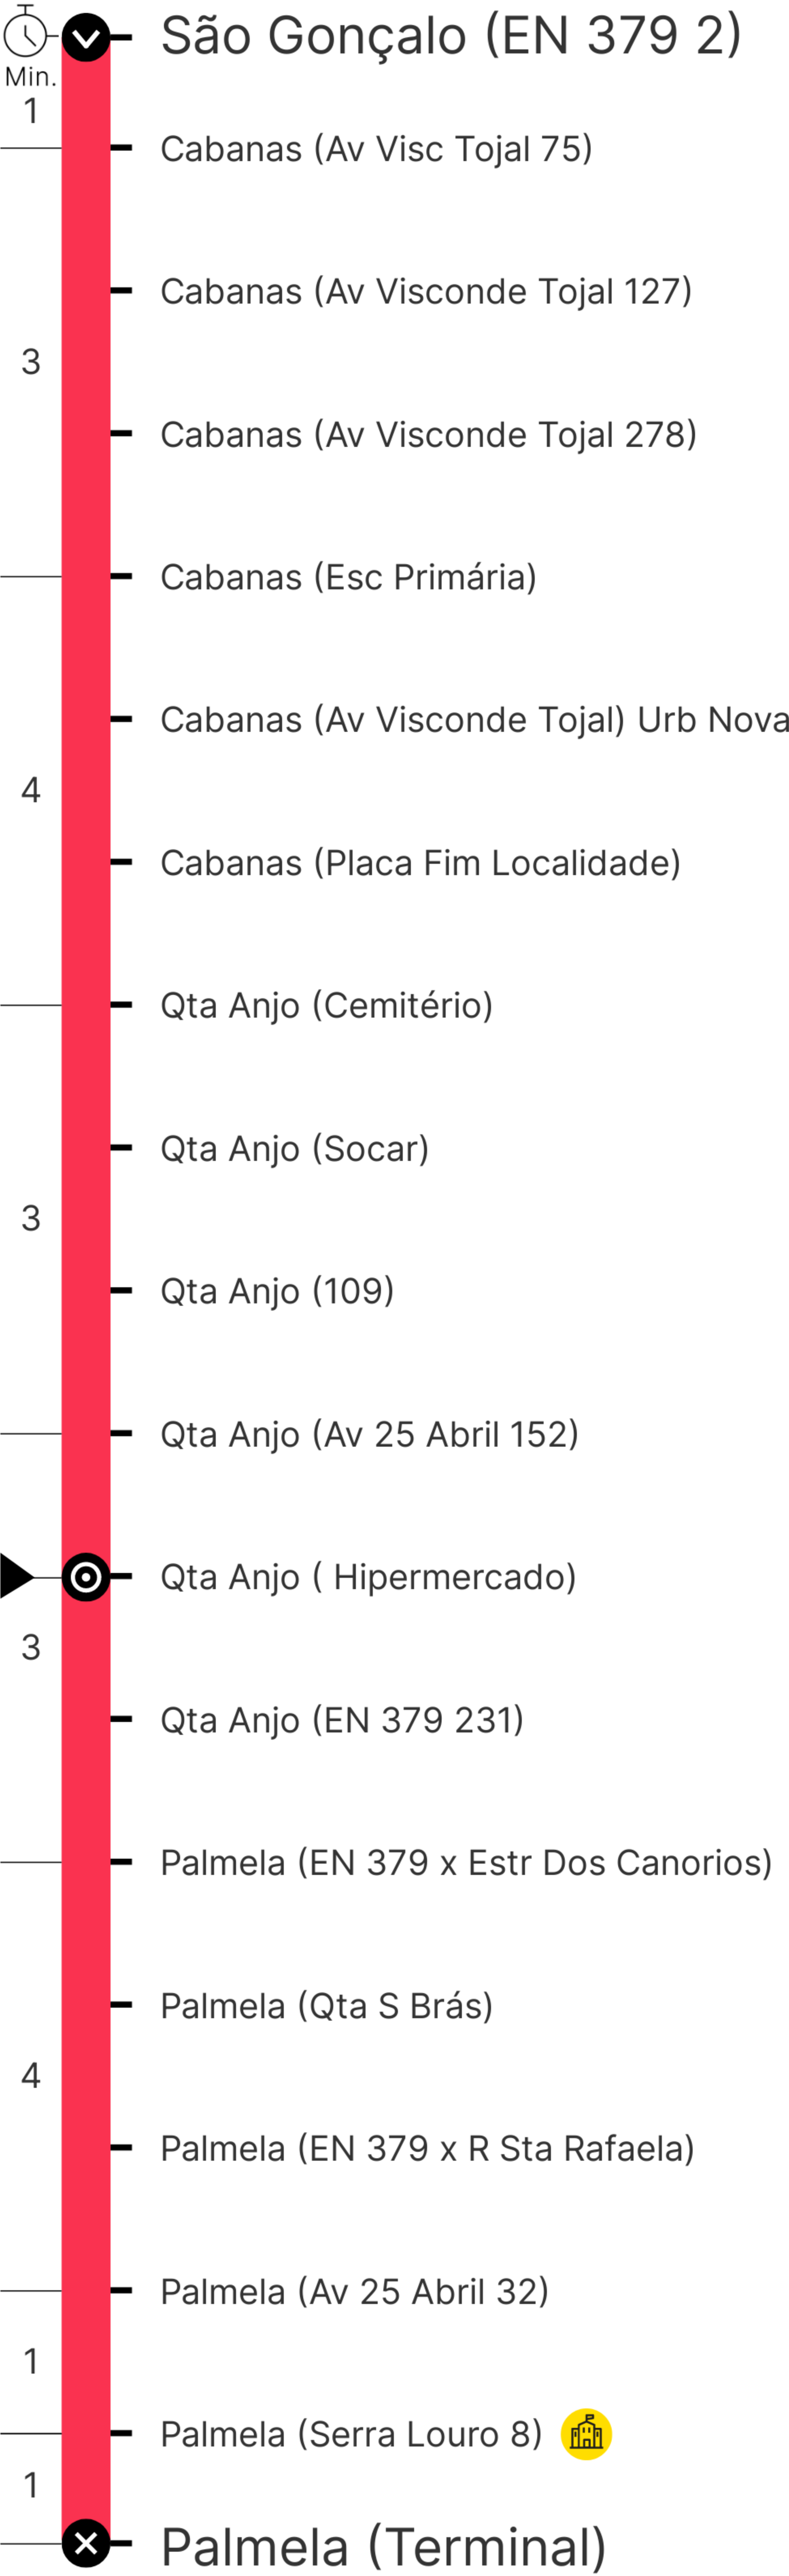 São Gonçalo (EN 379 2)
Min.
1
Cabanas (Av Visc Tojal 75)
Cabanas (Av Visconde Tojal 127)
3
Cabanas (Av Visconde Tojal 278)
Cabanas (Esc Primária)
Cabanas (Av Visconde Tojal) Urb Nova
4
Cabanas (Placa Fim Localidade)
Qta Anjo (Cemitério)
Qta Anjo (Socar)
3
Qta Anjo (109)
Qta Anjo (Av 25 Abril 152)
Qta Anjo ( Hipermercado)
3
Qta Anjo (EN 379 231)
Palmela (EN 379 x Estr Dos Canorios)
Palmela (Qta S Brás)
4
Palmela (EN 379 x R Sta Rafaela)
Palmela (Av 25 Abril 32)
1
Palmela (Serra Louro 8)
1
Palmela (Terminal)